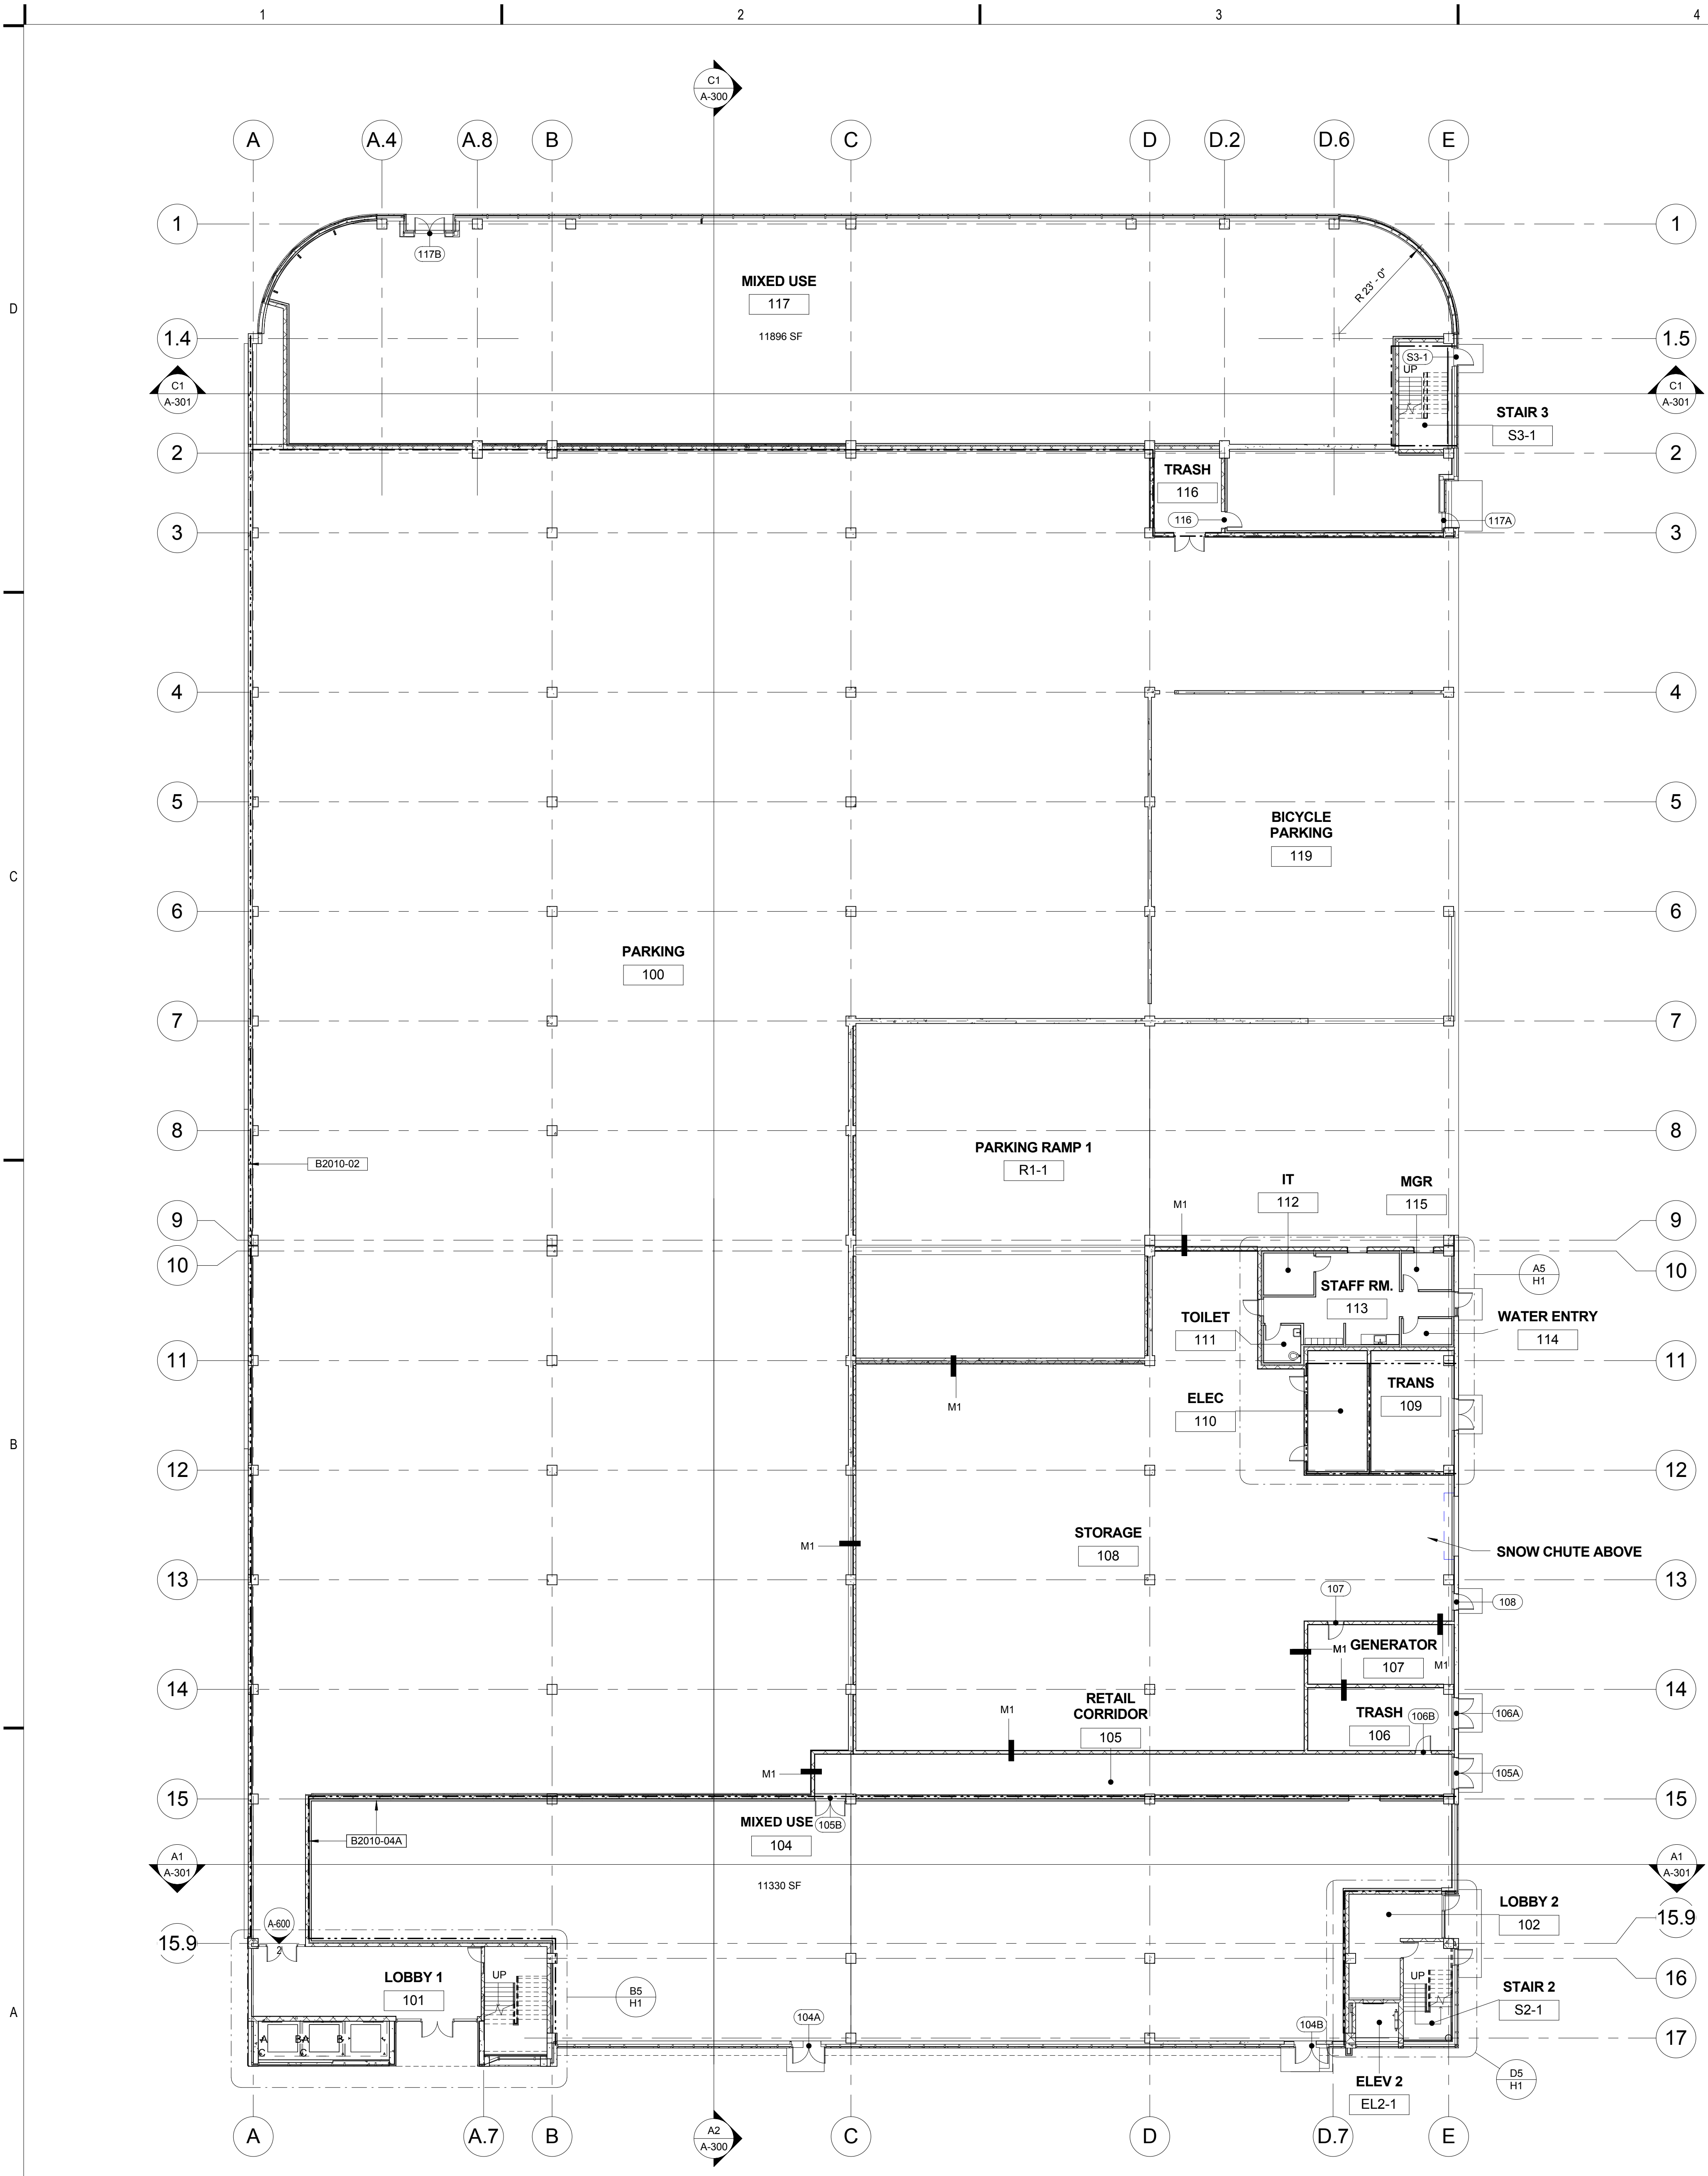 1
2
3
4
C1
A-300
A
A.4
A.8
B
C
D
D.2
D.6
E
1
1
117B
MIXED USE
117
R 23' - 0"
D
11896 SF
1.4
1.5
S3-1
UP
C1
A-301
C1
A-301
STAIR 3
S3-1
2
2
TRASH
116
116
117A
3
3
4
4
5
5
BICYCLE
PARKING
119
C
6
6
PARKING
100
7
7
8
8
PARKING RAMP 1
R1-1
B2010-02
IT
112
MGR
115
M1
9
9
10
10
A5
H1
STAFF RM.
113
TOILET
111
WATER ENTRY
114
11
11
TRANS
109
ELEC
110
M1
B
12
12
STORAGE
108
M1
SNOW CHUTE ABOVE
13
13
107
108
GENERATOR
107
M1
M1
14
14
RETAIL
CORRIDOR
105
M1
TRASH
106
106B
106A
M1
105A
15
15
MIXED USE
104
105B
B2010-04A
A1
A-301
A1
A-301
11330 SF
LOBBY 2
102
A-600
2
15.9
15.9
LOBBY 1
101
UP
UP
16
B5
H1
STAIR 2
S2-1
A
104A
104B
17
A
B
A
B
C
C
D5
H1
ELEV 2
EL2-1
A
A.7
B
A2
A-300
C
D
D.7
E